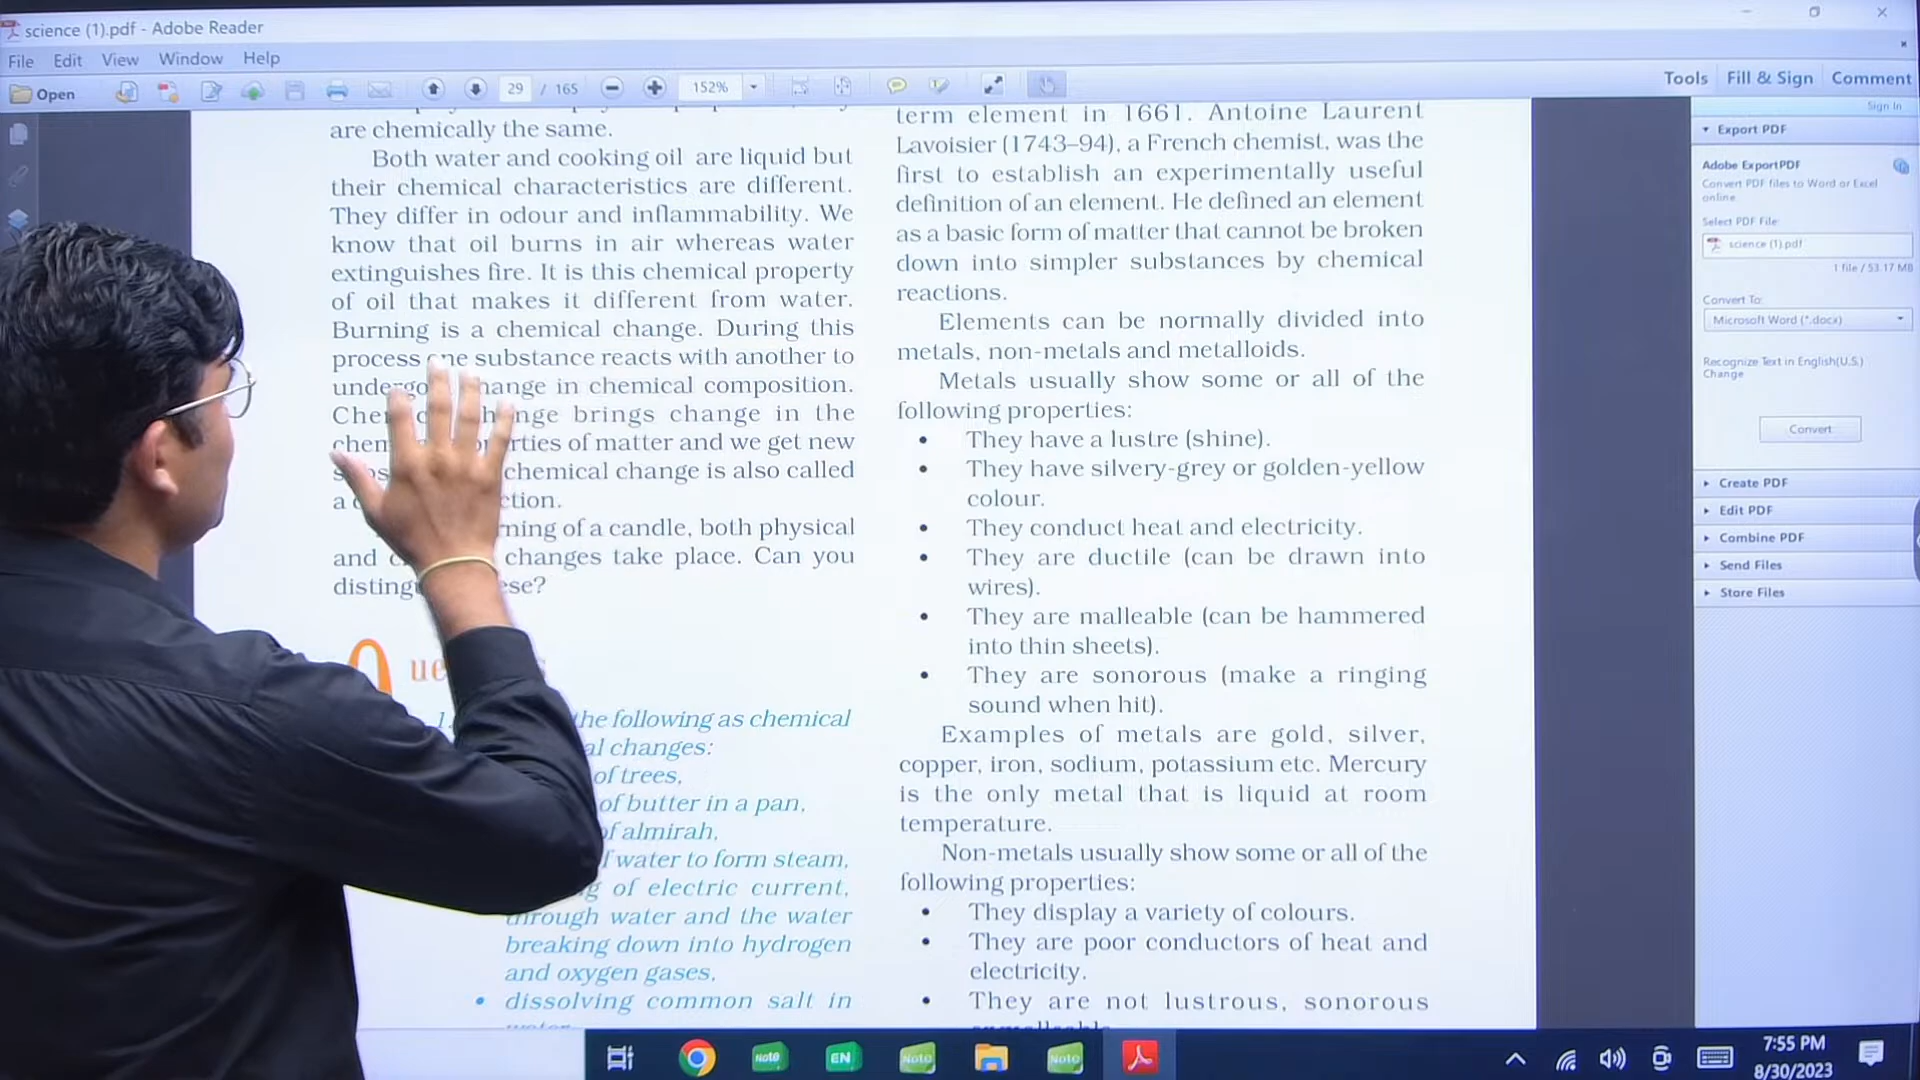 science (1).pdf - Adobe Reader
File Edit View Window Help
Open
29 / 165
152%
Tools Fill & Sign Comment
Sign In
are chemically the same.
Both water and cooking oil are liquid but
their chemical characteristics are different.
They differ in odour and inflammability. We
know that oil burns in air whereas water
extinguishes fire. It is this chemical property
of oil that makes it different from water.
Burning is a chemical change. During this
process one substance reacts with another to
undergo change in chemical composition.
brings change in the
of matter and we get new
chemical change is also called
a
of a candle, both physical
and changes take place. Can you
1. the following as chemical
changes:
of trees,
of butter in a pan,
of almirah,
water to form steam,
of electric current,
through water and the water
breaking down into hydrogen
and oxygen gases,
• dissolving common salt in
term element in 1661. Antoine Laurent
Lavoisier (1743–94), a French chemist, was the
first to establish an experimentally useful
definition of an element. He defined an element
as a basic form of matter that cannot be broken
down into simpler substances by chemical
reactions.
Elements can be normally divided into
metals, non-metals and metalloids.
Metals usually show some or all of the
following properties:
• They have a lustre (shine).
• They have silvery-grey or golden-yellow
colour.
• They conduct heat and electricity.
• They are ductile (can be drawn into
wires).
• They are malleable (can be hammered
into thin sheets).
• They are sonorous (make a ringing
sound when hit).
Examples of metals are gold, silver,
copper, iron, sodium, potassium etc. Mercury
is the only metal that is liquid at room
temperature.
Non-metals usually show some or all of the
following properties:
• They display a variety of colours.
• They are poor conductors of heat and
electricity.
• They are not lustrous, sonorous
Export PDF
Adobe ExportPDF
Convert PDF files to Word or Excel
online.
Select PDF File:
science (1).pdf
1 file / 53.17 MB
Convert To:
Microsoft Word (*.docx)
Recognize Text in English(U.S.)
Change
Convert
Create PDF
Edit PDF
Combine PDF
Send Files
Store Files
Note EN Note Note
7:55 PM
8/30/2023